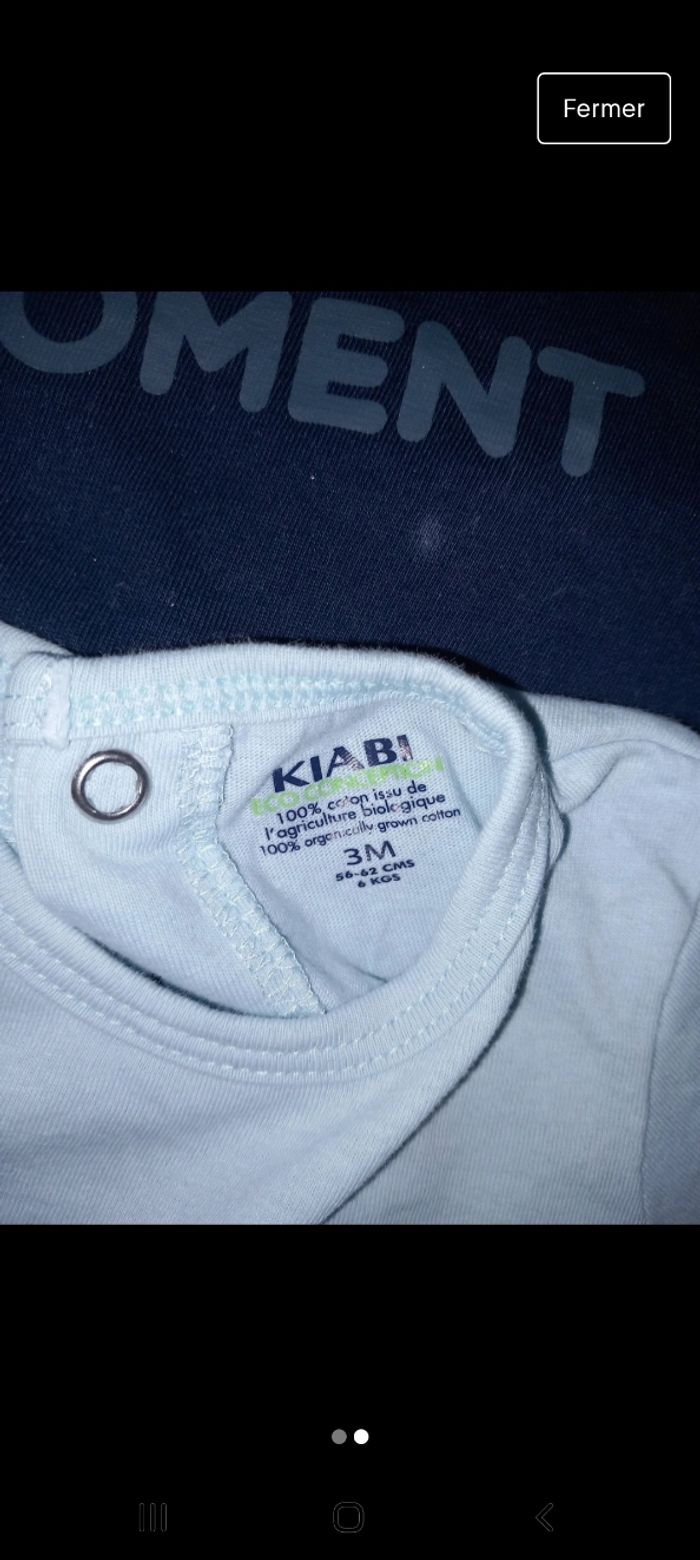 Fermer
OMENT
KIABI
ECO CONCEPTION
100% coton issu de
l'agriculture biologique
100% organically grown cotton
3M
56-62 CMS
6 KGS